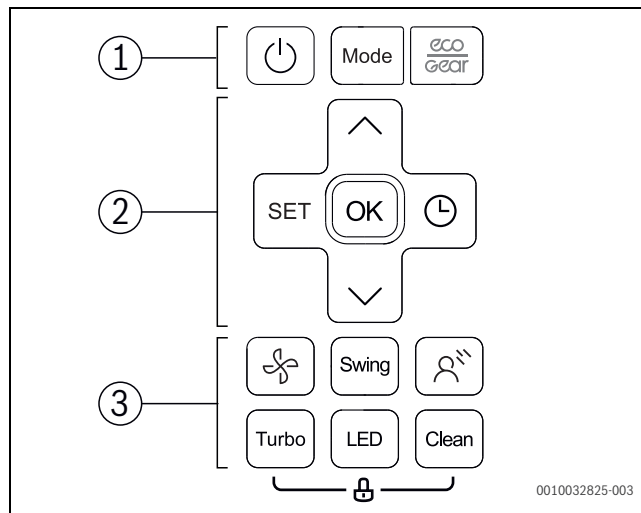 1
Mode
eco
Gear
2
SET OK
3
Swing
Turbo LED Clean
0010032825-003